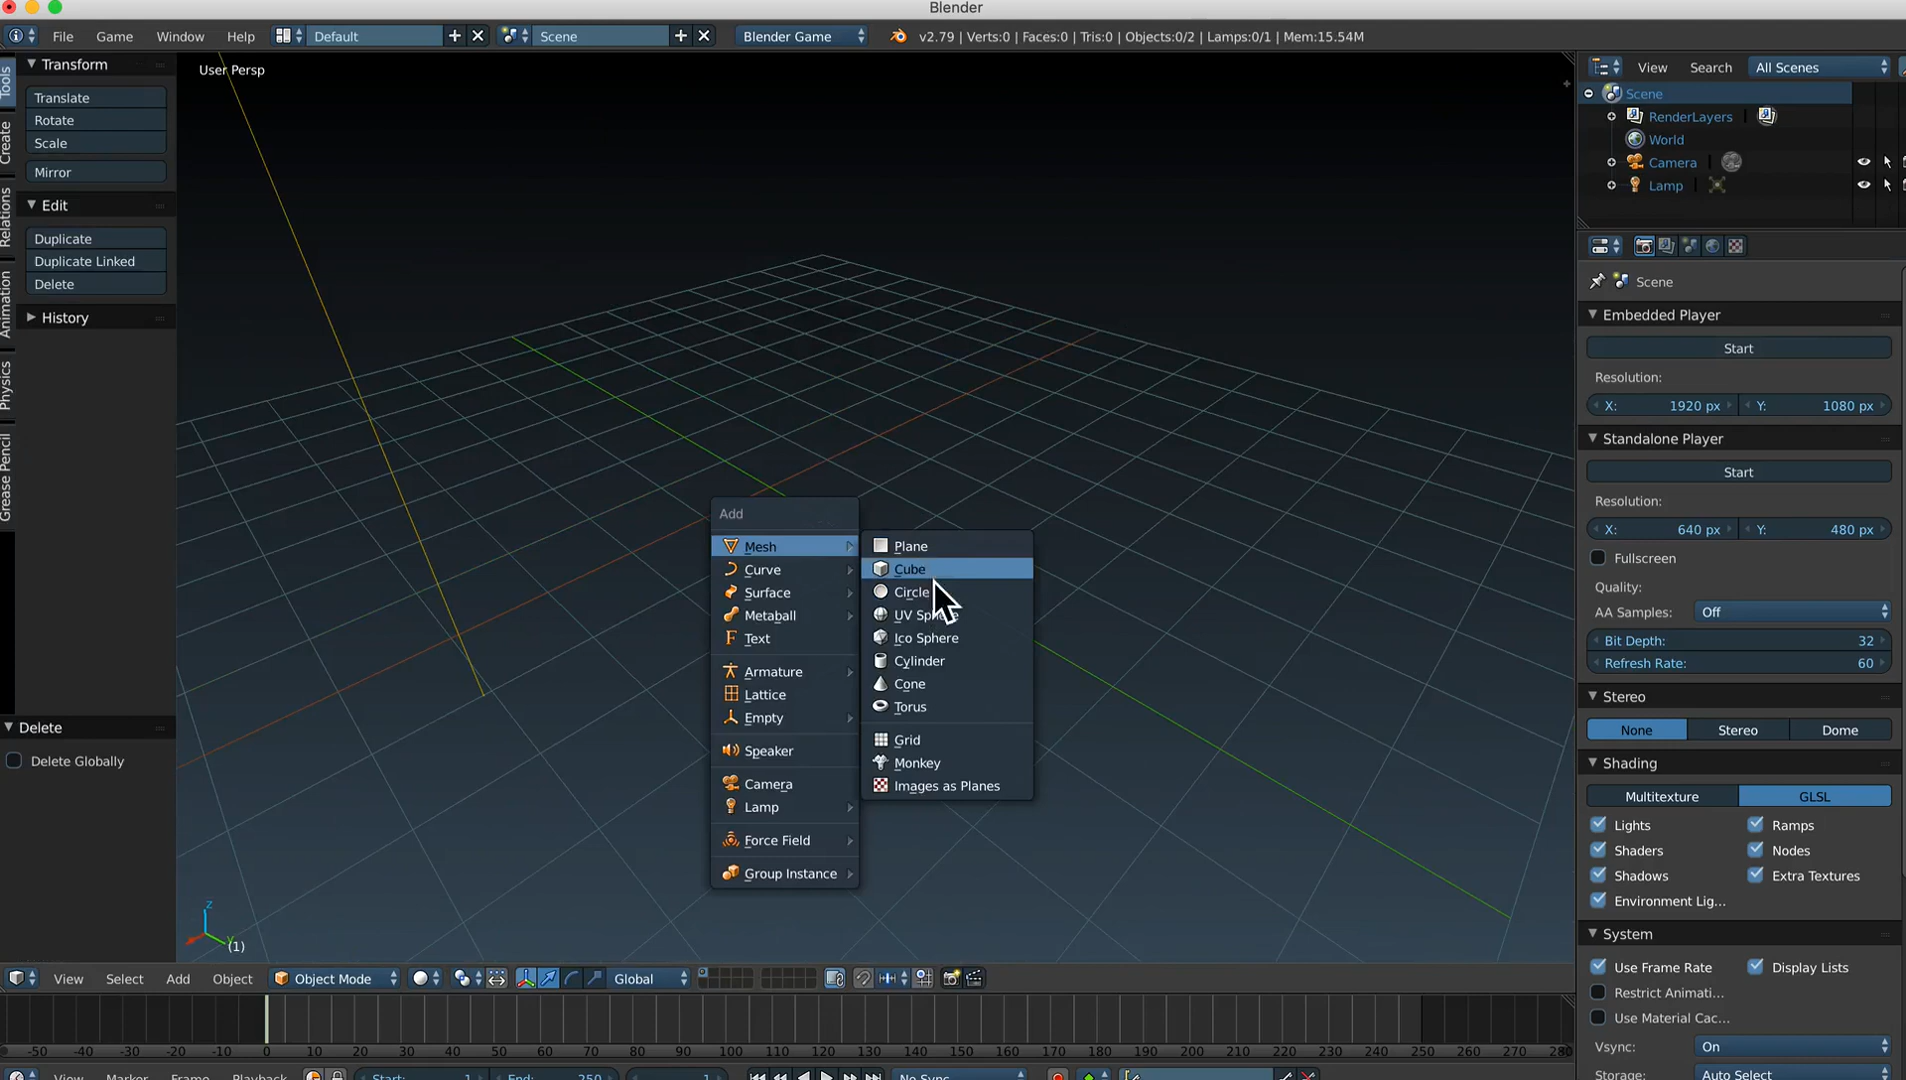 Blender
File Game Window Help Default Scene Blender Game v2.79 | Verts:0 | Faces:0 | Tris:0 | Objects:0/2 | Lamps:0/1 | Mem:15.54M
Tools
Create
Relations
Animation
Physics
Grease Pencil
Transform
Translate
Rotate
Scale
Mirror
Edit
Duplicate
Duplicate Linked
Delete
History
Delete
Delete Globally
User Persp
Add
Mesh
Curve
Surface
Metaball
Text
Armature
Lattice
Empty
Speaker
Camera
Lamp
Force Field
Group Instance
Plane
Cube
Circle
UV Sphere
Ico Sphere
Cylinder
Cone
Torus
Grid
Monkey
Images as Planes
z
y
(1)
View Search All Scenes
Scene
RenderLayers
World
Camera
Lamp
Scene
Embedded Player
Start
Resolution:
X: 1920 px Y: 1080 px
Standalone Player
Start
Resolution:
X: 640 px Y: 480 px
Fullscreen
Quality:
AA Samples: Off
Bit Depth: 32
Refresh Rate: 60
Stereo
None Stereo Dome
Shading
Multitexture GLSL
Lights Ramps
Shaders Nodes
Shadows Extra Textures
Environment Lig...
System
Use Frame Rate Display Lists
Restrict Animati...
Use Material Cac...
Vsync: On
Storage: Auto Select
View Select Add Object Object Mode Global
-50 -40 -30 -20 -10 0 10 20 30 40 50 60 70 80 90 100 110 120 130 140 150 160 170 180 190 200 210 220 230 240 250 260 270 280
View Marker Frame Playback Start: 1 End: 250 1 No Sync